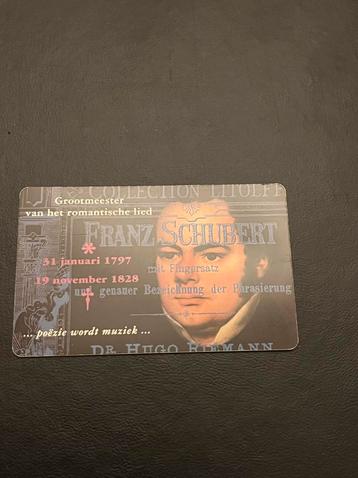 COLLECTION LITOLFF
Grootmeester
van het romantische lied
FRANZ SCHUBERT
*
31 januari 1797
mit Fingersatz
19 november 1828
und genauer Bezeichnung der Phrasierung
†
... poëzie wordt muziek ...
DR HUGO RIEMANN